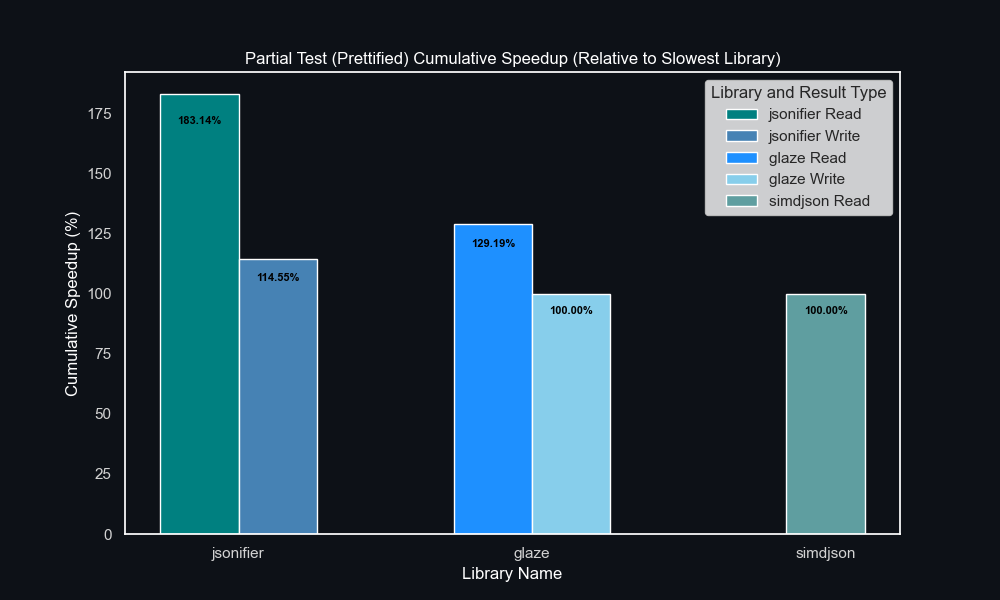 Partial Test (Prettified) Cumulative Speedup (Relative to Slowest Library)
Library and Result Type
jsonifier Read
jsonifier Write
glaze Read
glaze Write
simdjson Read
Cumulative Speedup (%)
175
150
125
100
75
50
25
0
183.14%
114.55%
129.19%
100.00%
100.00%
jsonifier
glaze
simdjson
Library Name